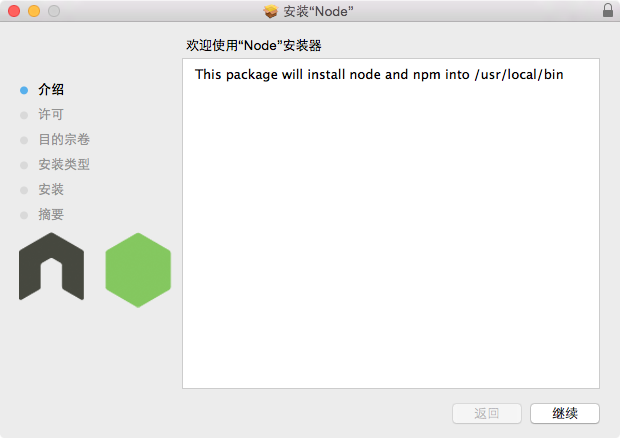 安装“Node”
欢迎使用“Node”安装器
This package will install node and npm into /usr/local/bin
介绍
许可
目的宗卷
安装类型
安装
摘要
返回
继续